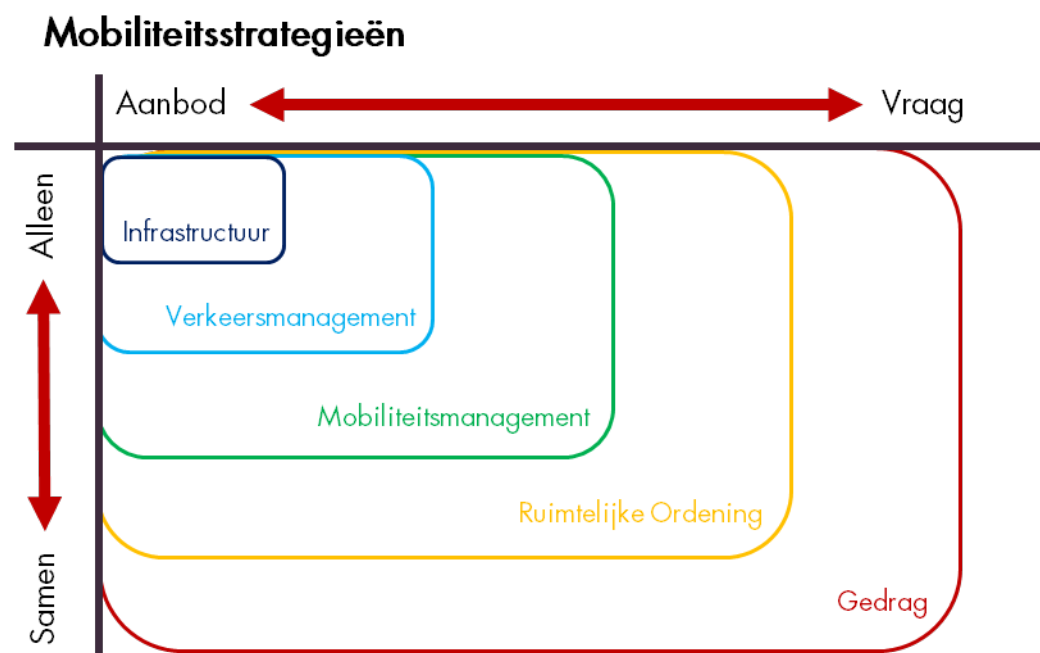 Mobiliteitsstrategieën
Aanbod
Vraag
Alleen
Infrastructuur
Verkeersmanagement
Mobiliteitsmanagement
Ruimtelijke Ordening
Samen
Gedrag